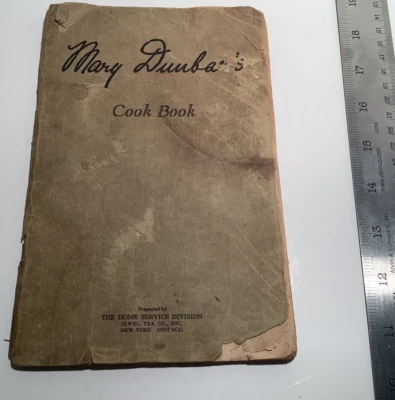 Mary Dunbar's
Cook Book
Prepared by
THE HOME SERVICE DIVISION
JEWEL TEA CO., INC.
NEW YORK CHICAGO
19
18
17
16
15
14
13
12
11